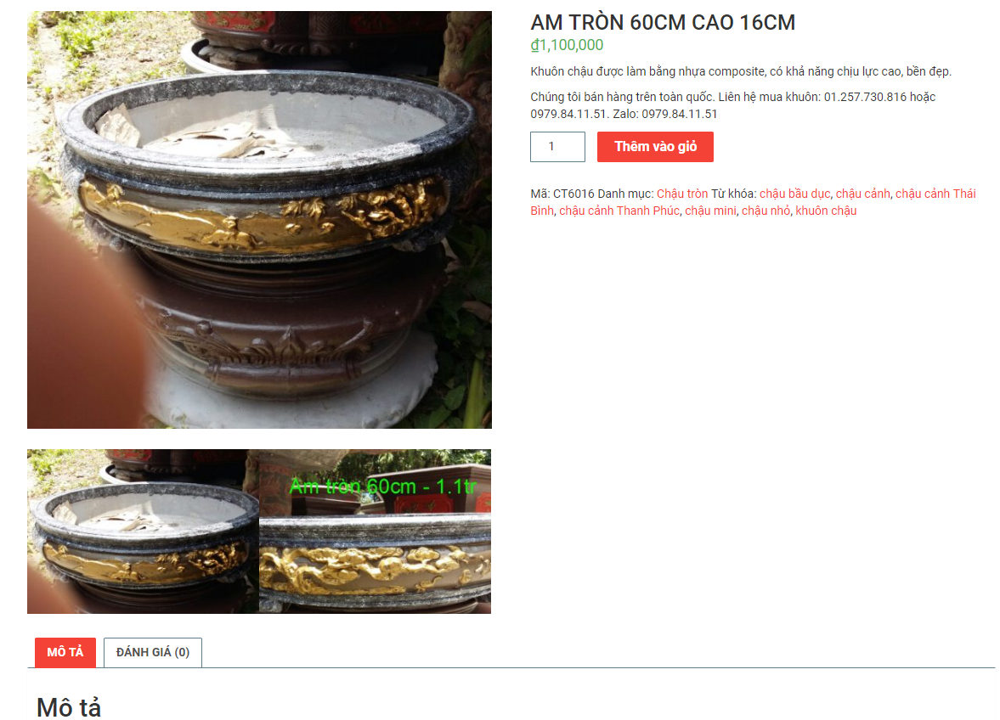 AM TRÒN 60CM CAO 16CM
₫1,100,000
Khuôn chậu được làm bằng nhựa composite, có khả năng chịu lực cao, bền đẹp.
Chúng tôi bán hàng trên toàn quốc. Liên hệ mua khuôn: 01.257.730.816 hoặc
0979.84.11.51. Zalo: 0979.84.11.51
1
Thêm vào giỏ
Mã: CT6016 Danh mục: Chậu tròn Từ khóa: chậu bầu dục, chậu cảnh, chậu cảnh Thái
Bình, chậu cảnh Thanh Phúc, chậu mini, chậu nhỏ, khuôn chậu
Am tròn 60cm - 1.1tr
MÔ TẢ
ĐÁNH GIÁ (0)
Mô tả